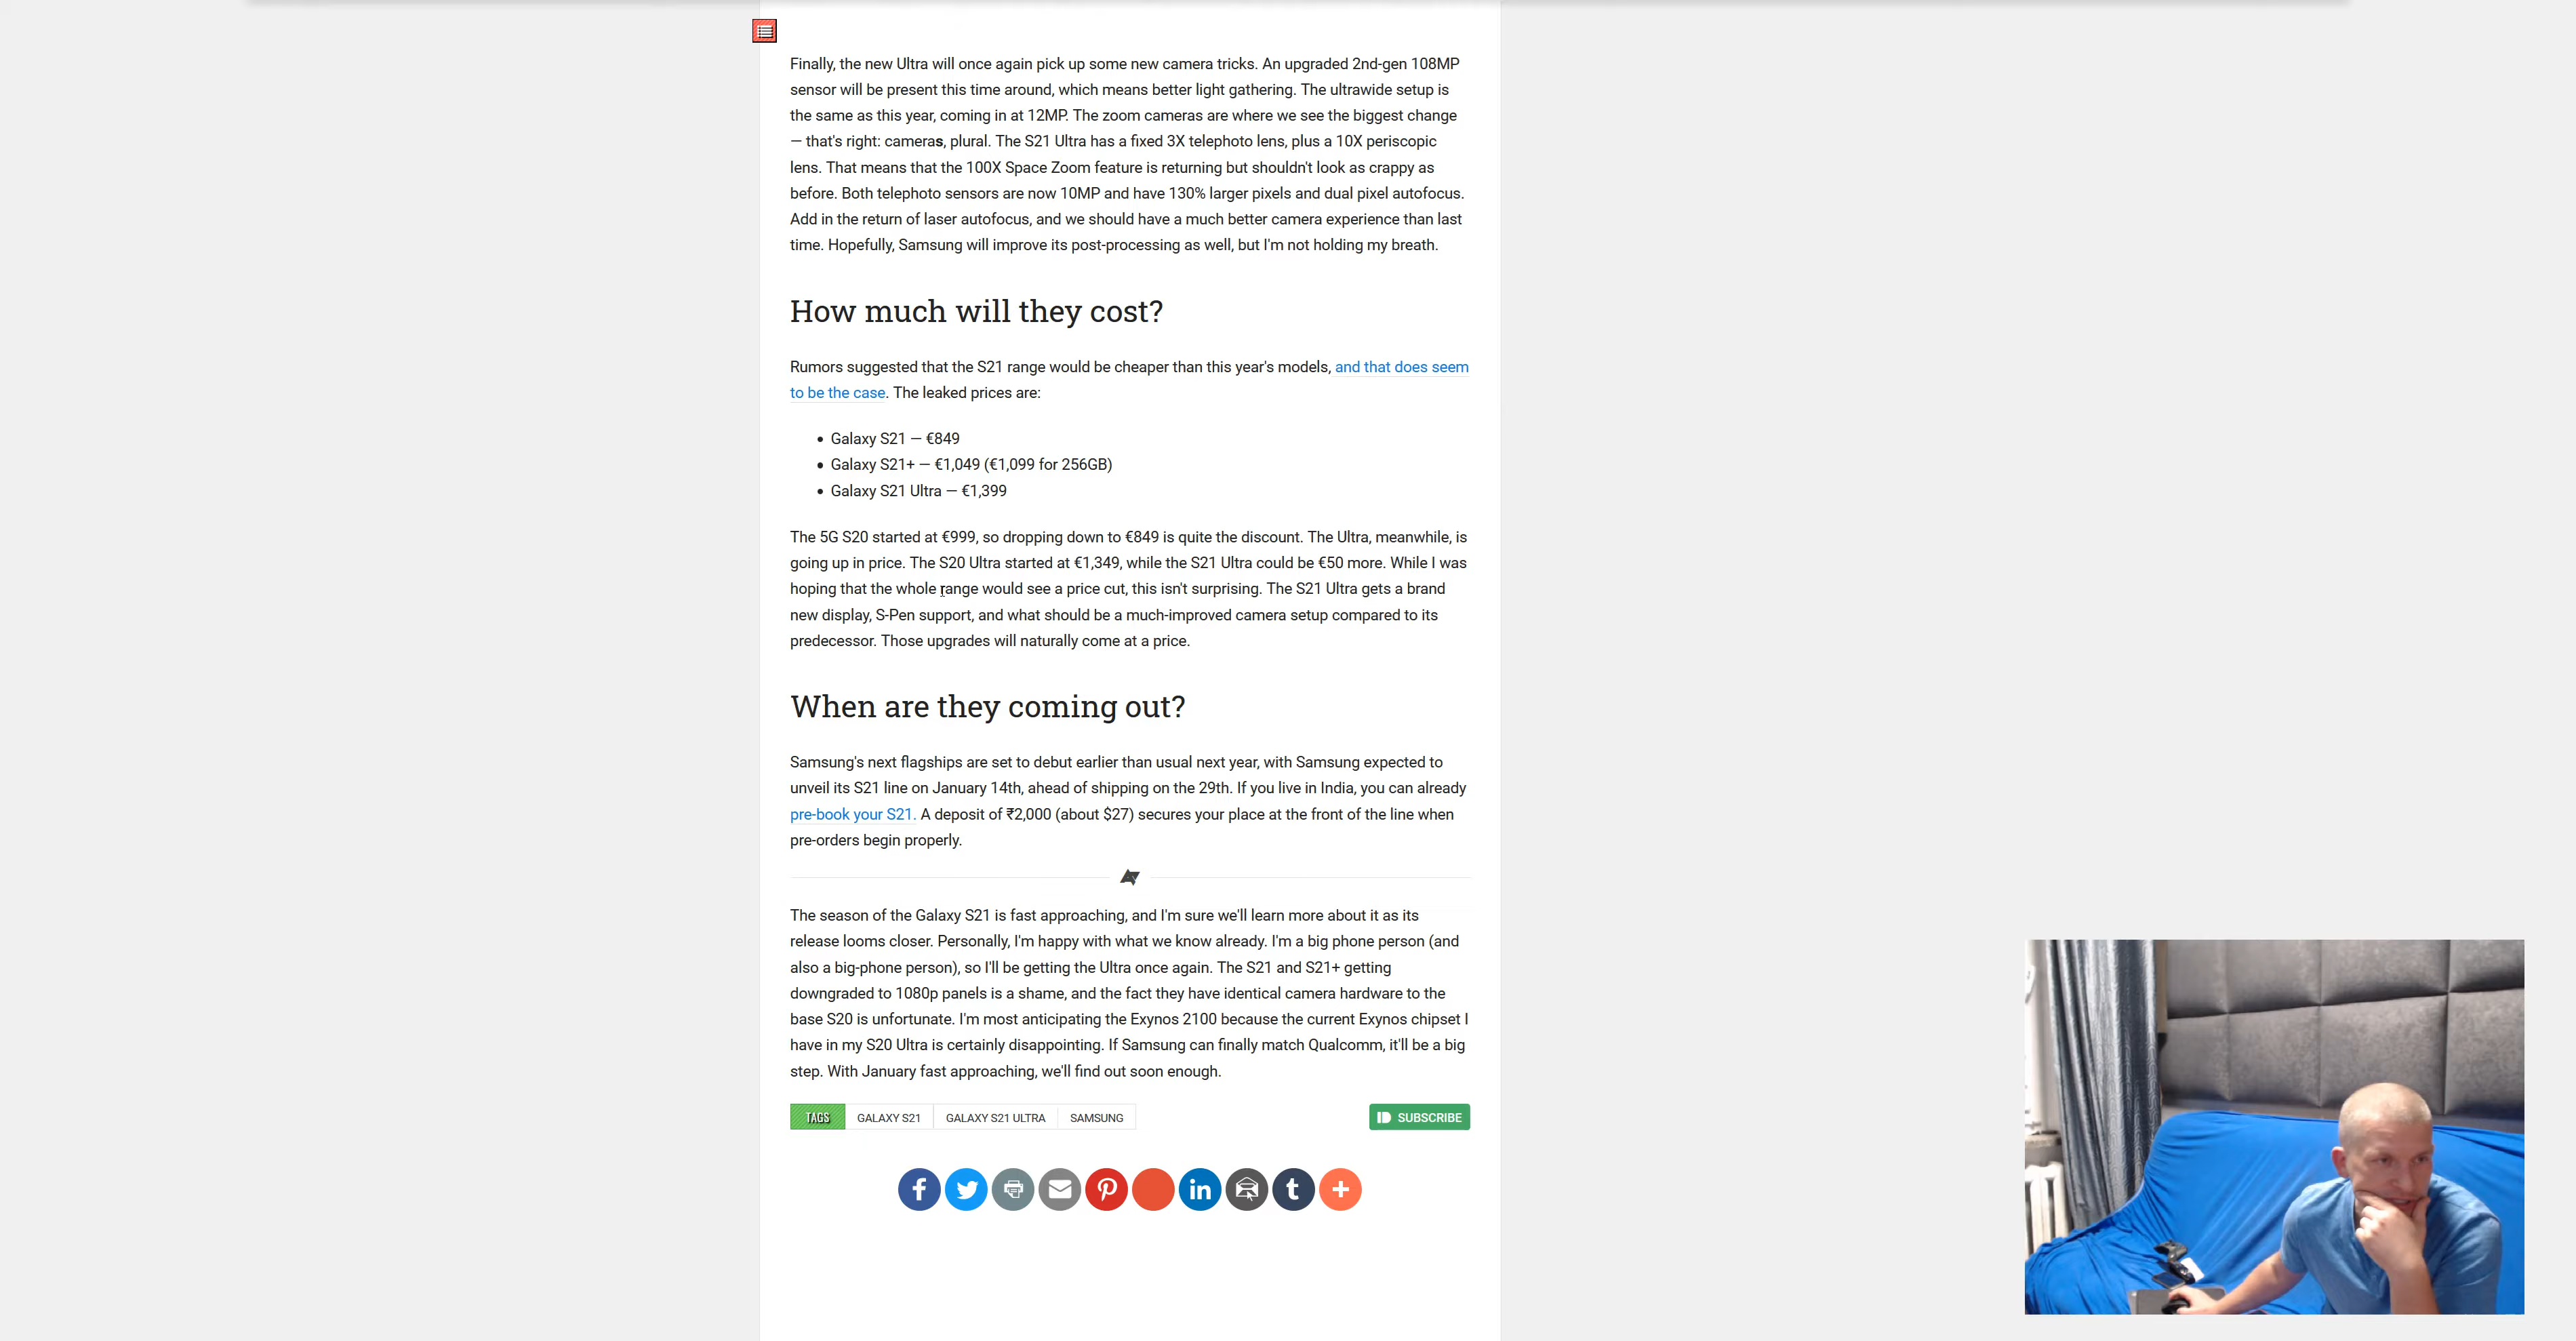 Finally, the new Ultra will once again pick up some new camera tricks. An upgraded 2nd-gen 108MP
sensor will be present this time around, which means better light gathering. The ultrawide setup is
the same as this year, coming in at 12MP. The zoom cameras are where we see the biggest change
— that's right: cameras, plural. The S21 Ultra has a fixed 3X telephoto lens, plus a 10X periscopic
lens. That means that the 100X Space Zoom feature is returning but shouldn't look as crappy as
before. Both telephoto sensors are now 10MP and have 130% larger pixels and dual pixel autofocus.
Add in the return of laser autofocus, and we should have a much better camera experience than last
time. Hopefully, Samsung will improve its post-processing as well, but I'm not holding my breath.
How much will they cost?
Rumors suggested that the S21 range would be cheaper than this year's models, and that does seem
to be the case. The leaked prices are:
• Galaxy S21 — €849
• Galaxy S21+ — €1,049 (€1,099 for 256GB)
• Galaxy S21 Ultra — €1,399
The 5G S20 started at €999, so dropping down to €849 is quite the discount. The Ultra, meanwhile, is
going up in price. The S20 Ultra started at €1,349, while the S21 Ultra could be €50 more. While I was
hoping that the whole range would see a price cut, this isn't surprising. The S21 Ultra gets a brand
new display, S-Pen support, and what should be a much-improved camera setup compared to its
predecessor. Those upgrades will naturally come at a price.
When are they coming out?
Samsung's next flagships are set to debut earlier than usual next year, with Samsung expected to
unveil its S21 line on January 14th, ahead of shipping on the 29th. If you live in India, you can already
pre-book your S21. A deposit of ₹2,000 (about $27) secures your place at the front of the line when
pre-orders begin properly.
The season of the Galaxy S21 is fast approaching, and I'm sure we'll learn more about it as its
release looms closer. Personally, I'm happy with what we know already. I'm a big phone person (and
also a big-phone person), so I'll be getting the Ultra once again. The S21 and S21+ getting
downgraded to 1080p panels is a shame, and the fact they have identical camera hardware to the
base S20 is unfortunate. I'm most anticipating the Exynos 2100 because the current Exynos chipset I
have in my S20 Ultra is certainly disappointing. If Samsung can finally match Qualcomm, it'll be a big
step. With January fast approaching, we'll find out soon enough.
TAGS GALAXY S21 GALAXY S21 ULTRA SAMSUNG SUBSCRIBE